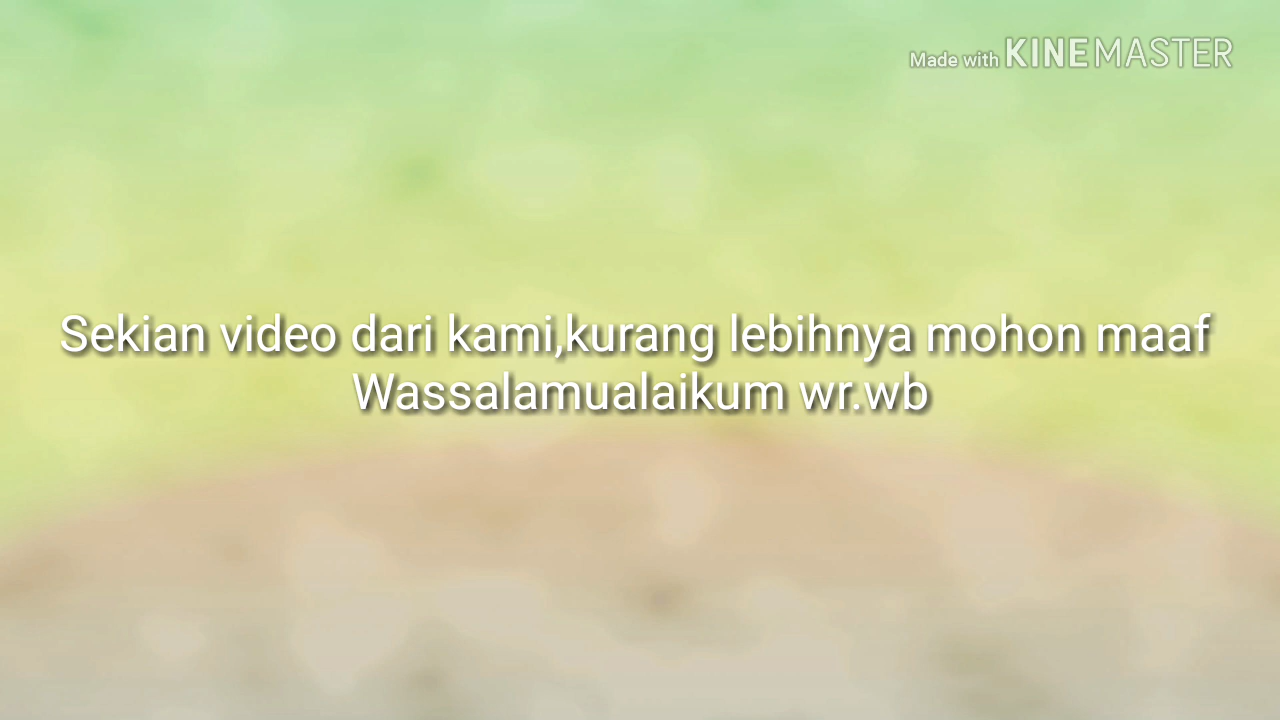 Made with KINEMASTER
Sekian video dari kami,kurang lebihnya mohon maaf
Wassalamualaikum wr.wb